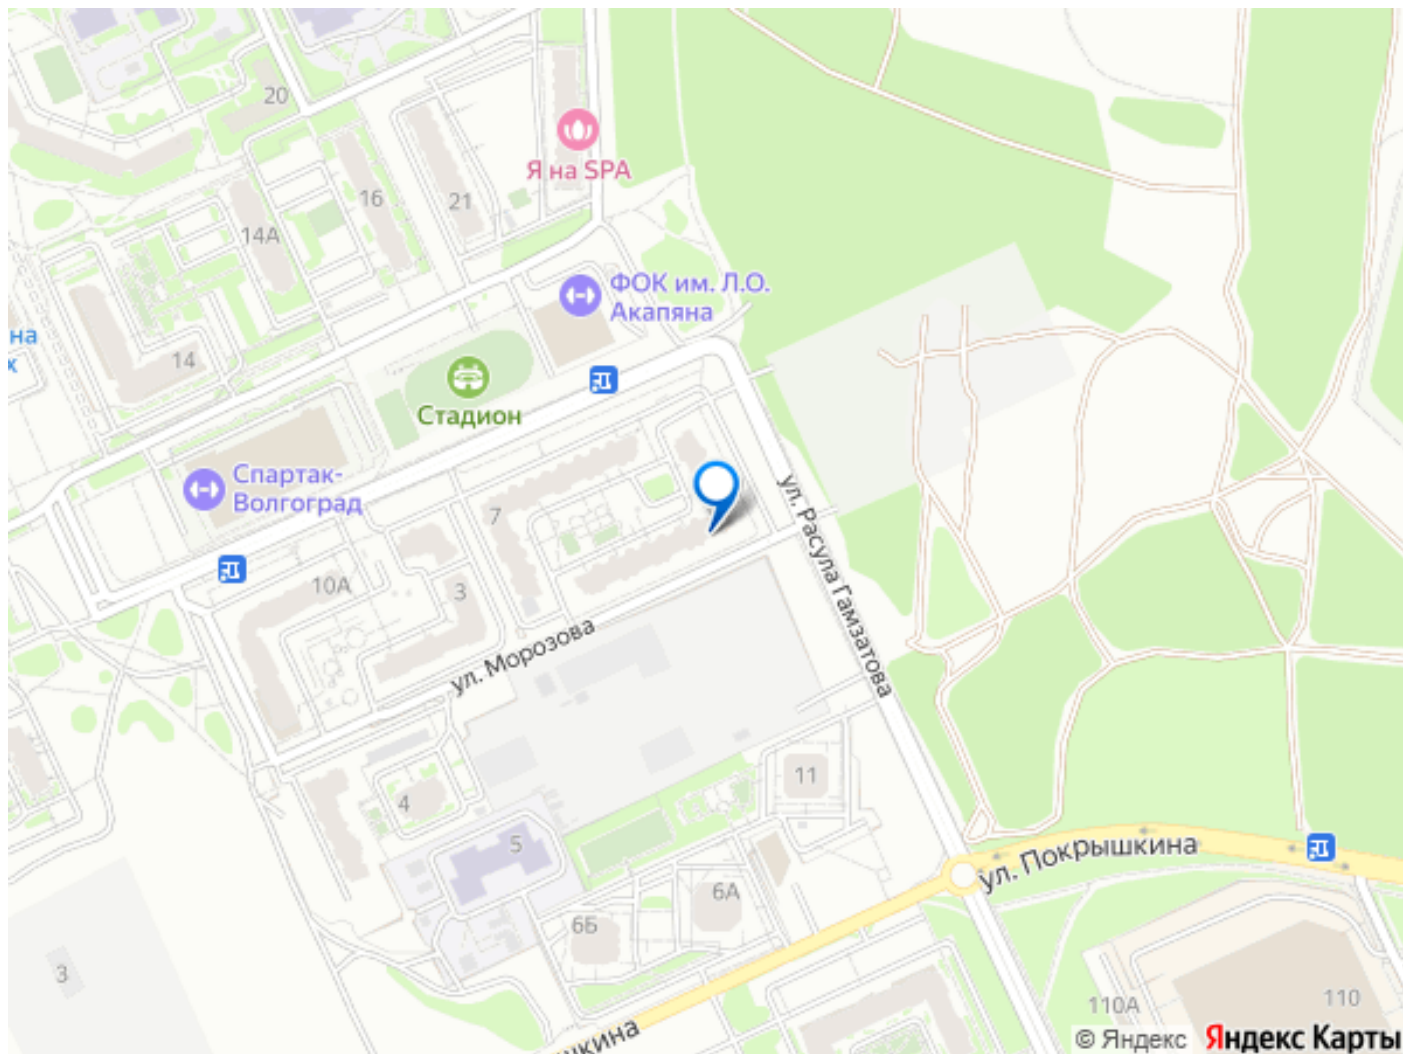 20
Я на SPA
16
21
14А
ФОК им. Л.О.
Акапяна
на
х
14
Стадион
Спартак-
Волгоград
7
ул. Расула Гамзатова
10А
3
ул. Морозова
11
4
5
ул. Покрышкина
6А
6Б
3
110А
110
шкина
© Яндекс
Яндекс Карты